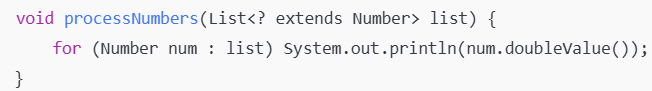 void processNumbers(List<? extends Number> list) {
    for (Number num : list) System.out.println(num.doubleValue());
}